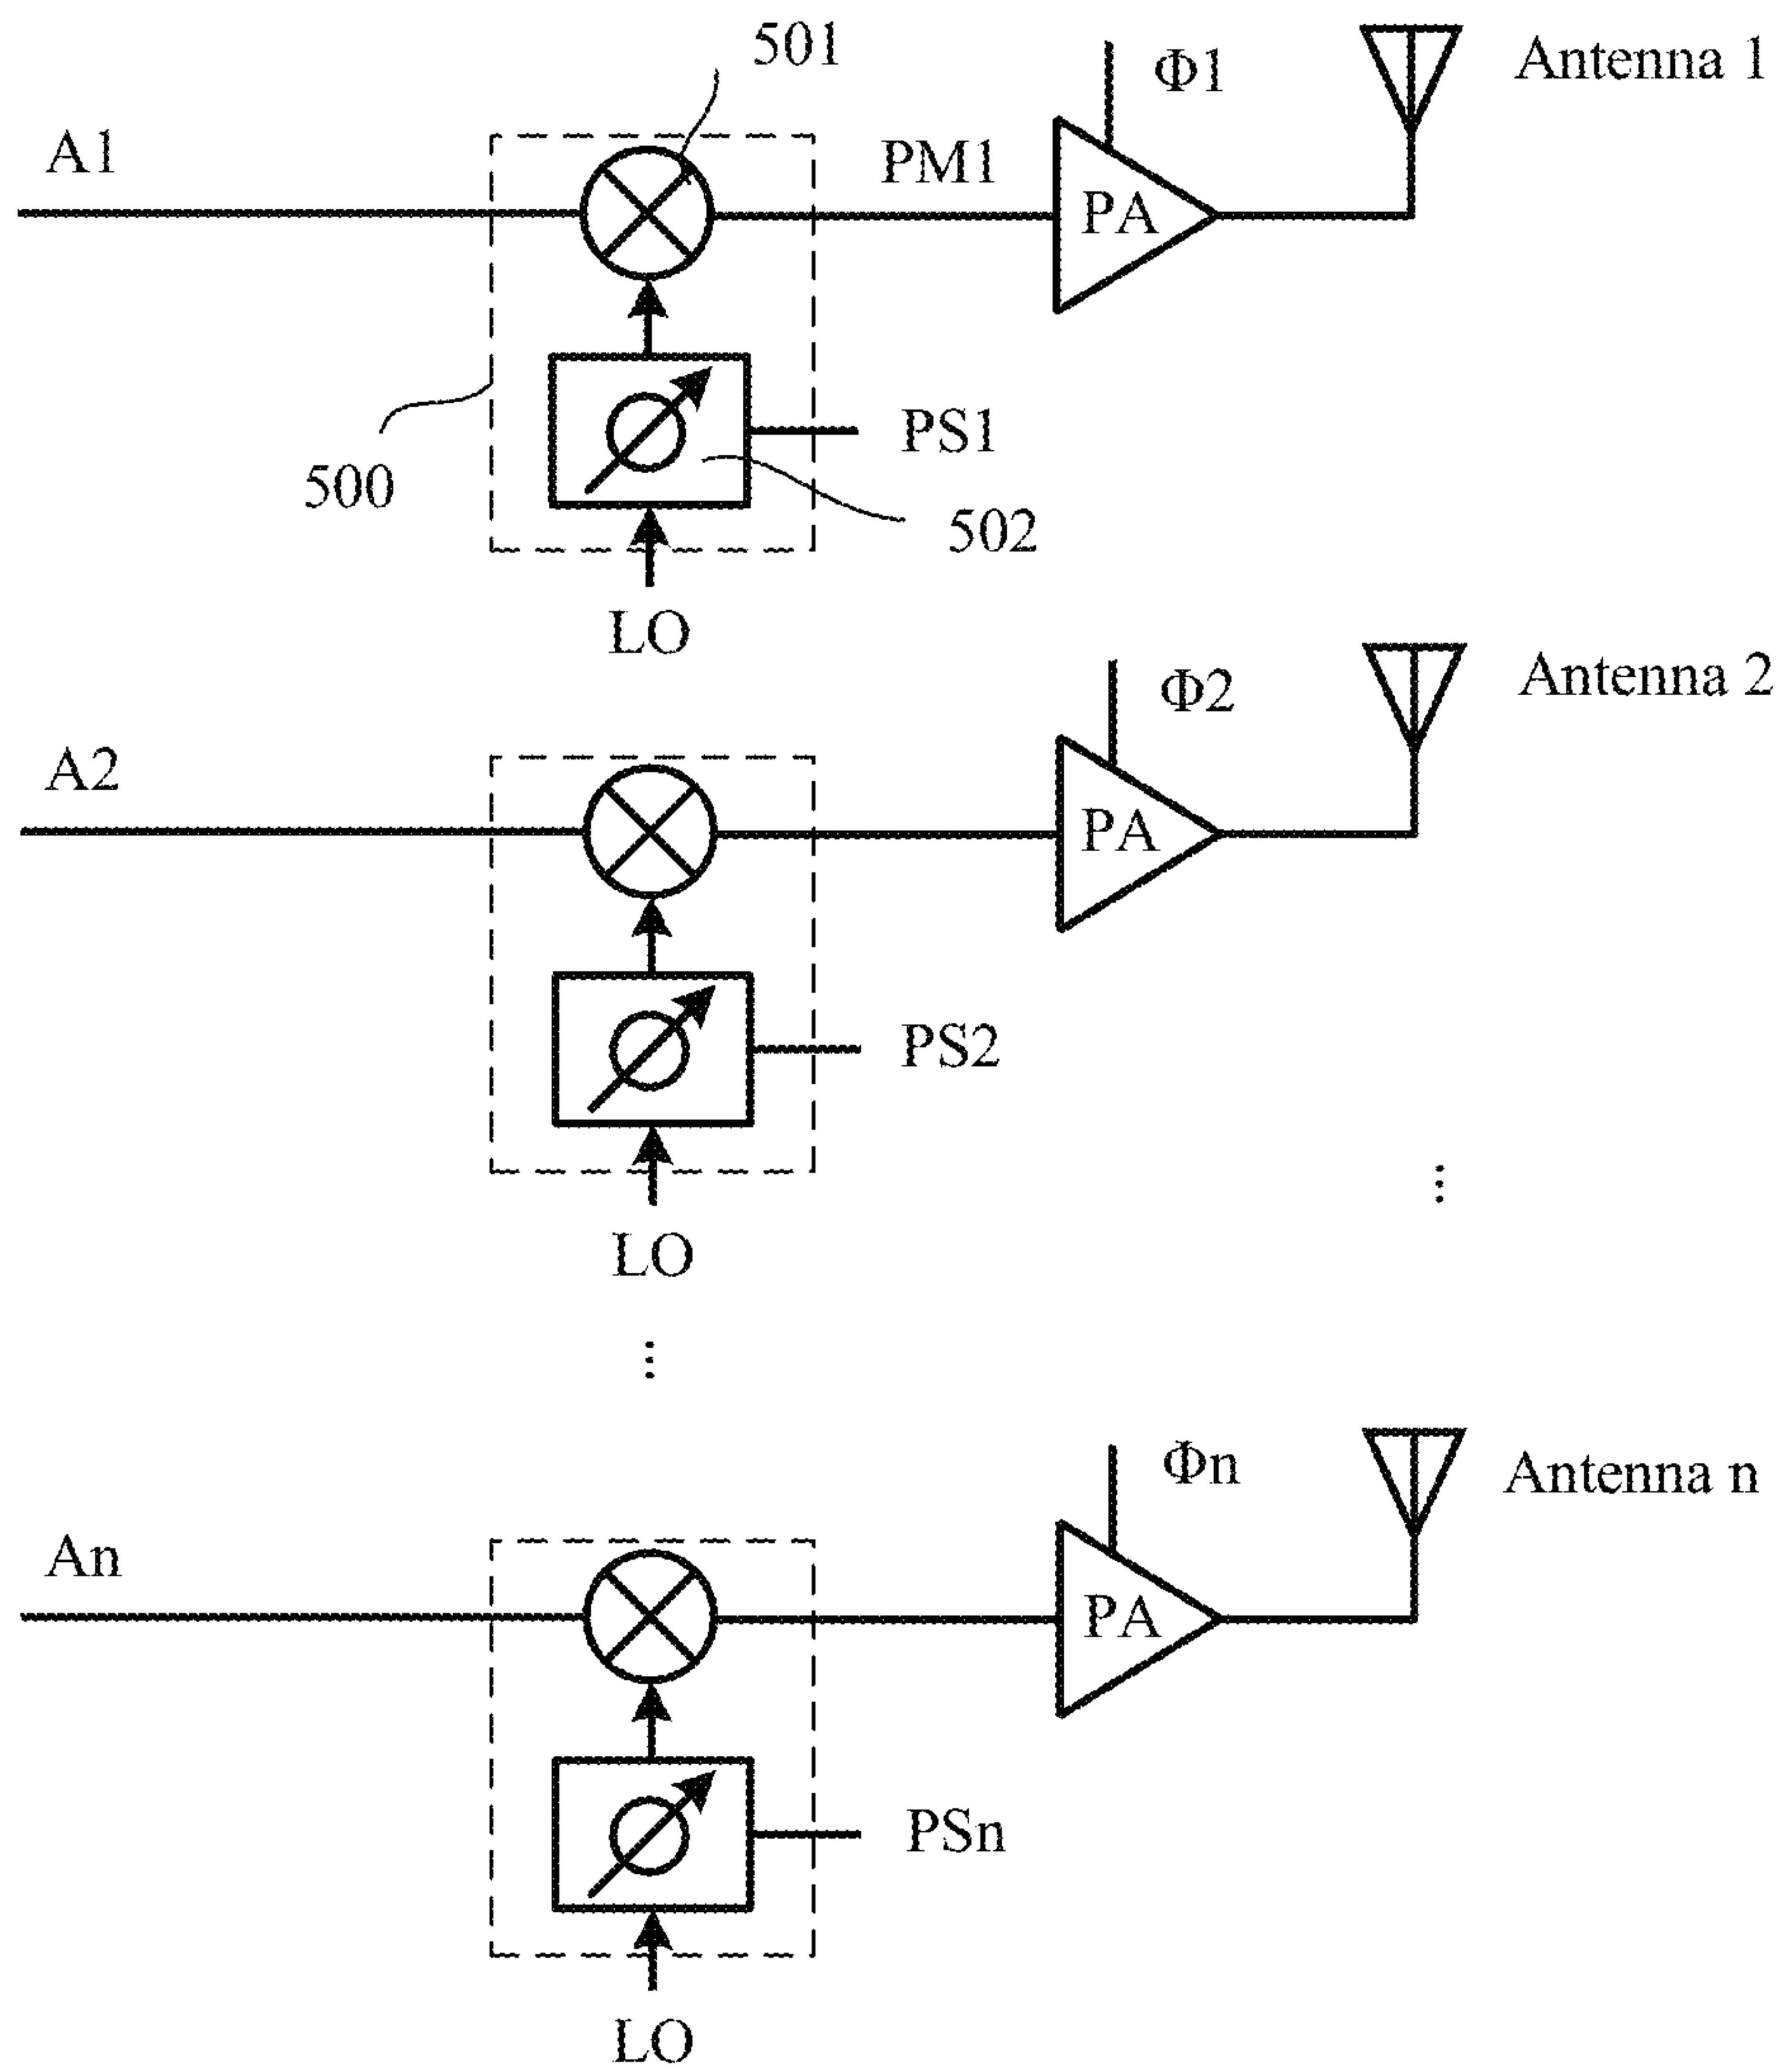 501
Φ1
Antenna 1
A1
PM1
PA
PS1
500
502
LO
Φ2
Antenna 2
A2
PA
PS2
LO
Φn
Antenna n
An
PA
PSn
LO